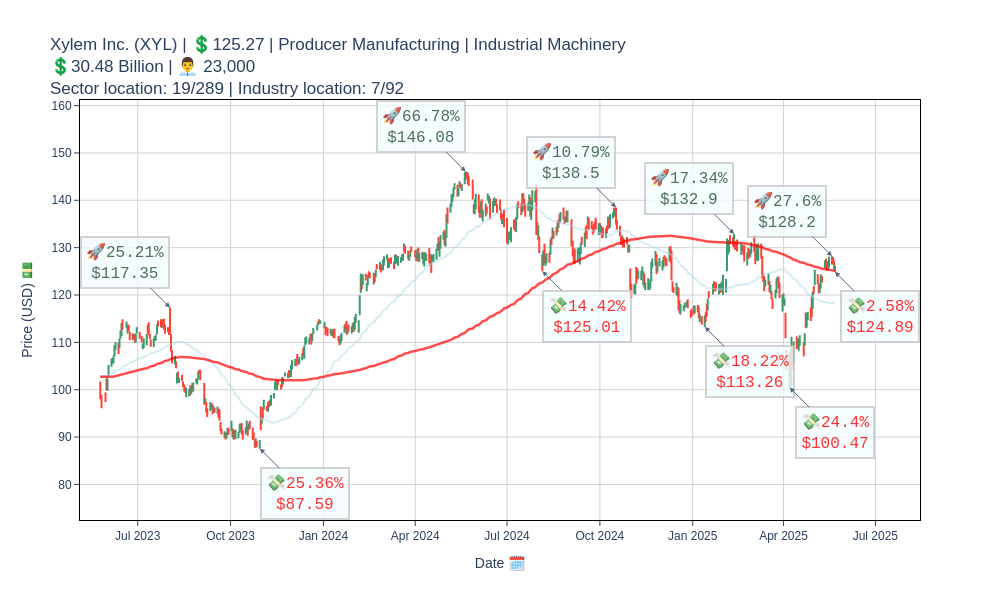 Xylem Inc. (XYL) | 💲125.27 | Producer Manufacturing | Industrial Machinery
💲30.48 Billion | 👨‍💼 23,000
Sector location: 19/289 | Industry location: 7/92
160
150
140
130
120
110
100
90
80
Price (USD) 💵
🚀25.21%
$117.35
💸25.36%
$87.59
🚀66.78%
$146.08
🚀10.79%
$138.5
💸14.42%
$125.01
🚀17.34%
$132.9
💸18.22%
$113.26
🚀27.6%
$128.2
💸24.4%
$100.47
💸2.58%
$124.89
Jul 2023
Oct 2023
Jan 2024
Apr 2024
Jul 2024
Oct 2024
Jan 2025
Apr 2025
Jul 2025
Date 🗓️